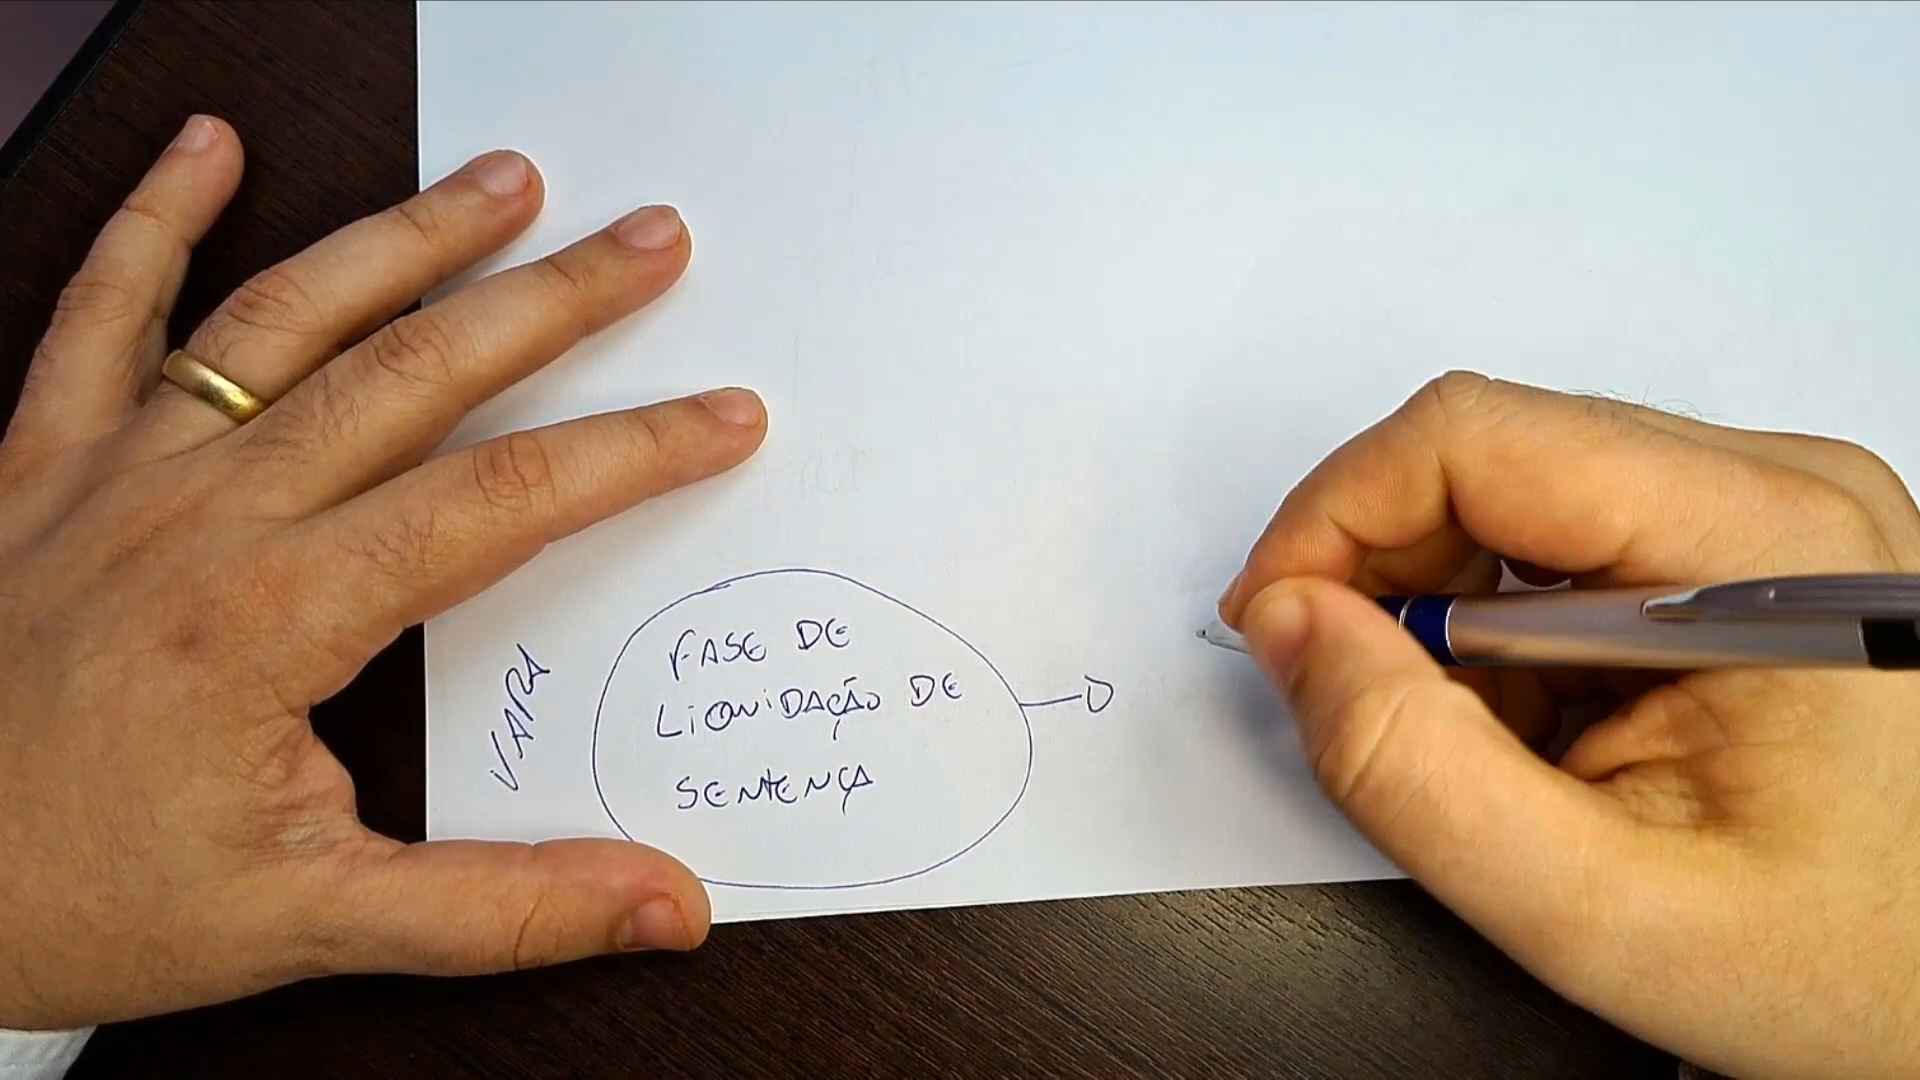 VARA
FASE DE
LIQUIDAÇÃO DE
SENTENÇA